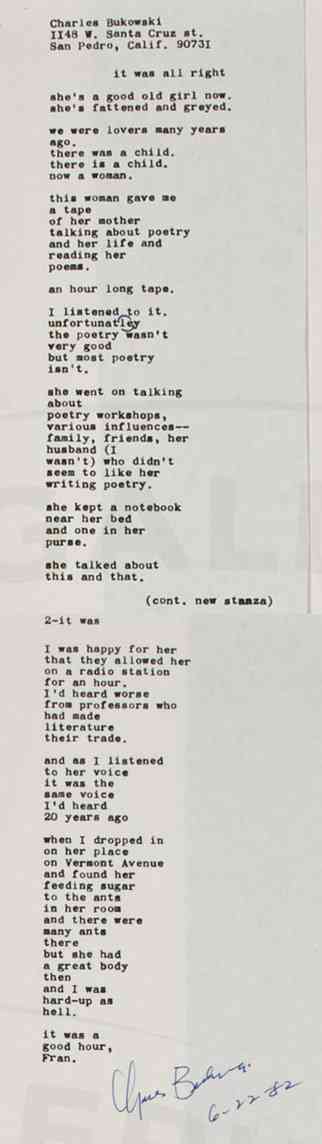 Charles Bukowski
1148 W. Santa Cruz st.
San Pedro, Calif. 90731
it was all right
she's a good old girl now.
she's fattened and greyed.
we were lovers many years
ago.
there was a child.
there is a child.
now a woman.
this woman gave me
a tape
of her mother
talking about poetry
and her life and
reading her
poems.
an hour long tape.
I listened to it.
unfortunatley
the poetry wasn't
very good
but most poetry
isn't.
she went on talking
about
poetry workshops,
various influences--
family, friends, her
husband (I
wasn't) who didn't
seem to like her
writing poetry.
she kept a notebook
near her bed
and one in her
purse.
she talked about
this and that.
(cont. new stanza)
2-it was
I was happy for her
that they allowed her
on a radio station
for an hour.
I'd heard worse
from professors who
had made
literature
their trade.
and as I listened
to her voice
it was the
same voice
I'd heard
20 years ago
when I dropped in
on her place
on Vermont Avenue
and found her
feeding sugar
to the ants
in her room
and there were
many ants
there
but she had
a great body
then
and I was
hard-up as
hell.
it was a
good hour,
Fran.
Charles Bukowski
6-22-82